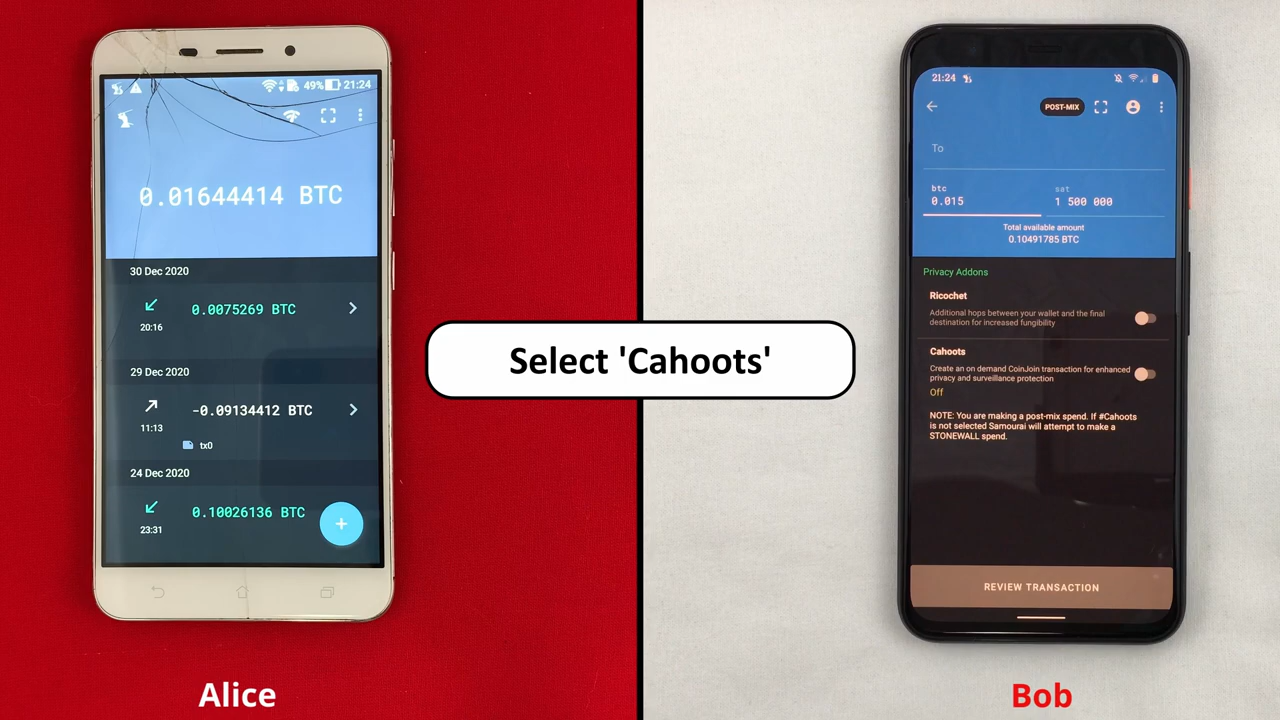 49% 21:24
0.01644414 BTC
30 Dec 2020
0.0075269 BTC
20:16
29 Dec 2020
-0.09134412 BTC
11:13
tx0
24 Dec 2020
0.10026136 BTC
23:31
+
Alice
Select 'Cahoots'
21:24
POST-MIX
To
btc
sat
0.015
1 500 000
Total available amount
0.10491785 BTC
Privacy Addons
Ricochet
Additional hops between your wallet and the final
destination for increased fungibility
Cahoots
Create an on demand CoinJoin transaction for enhanced
privacy and surveillance protection
Off
NOTE: You are making a post-mix spend. If #Cahoots
is not selected Samourai will attempt to make a
STONEWALL spend.
REVIEW TRANSACTION
Bob